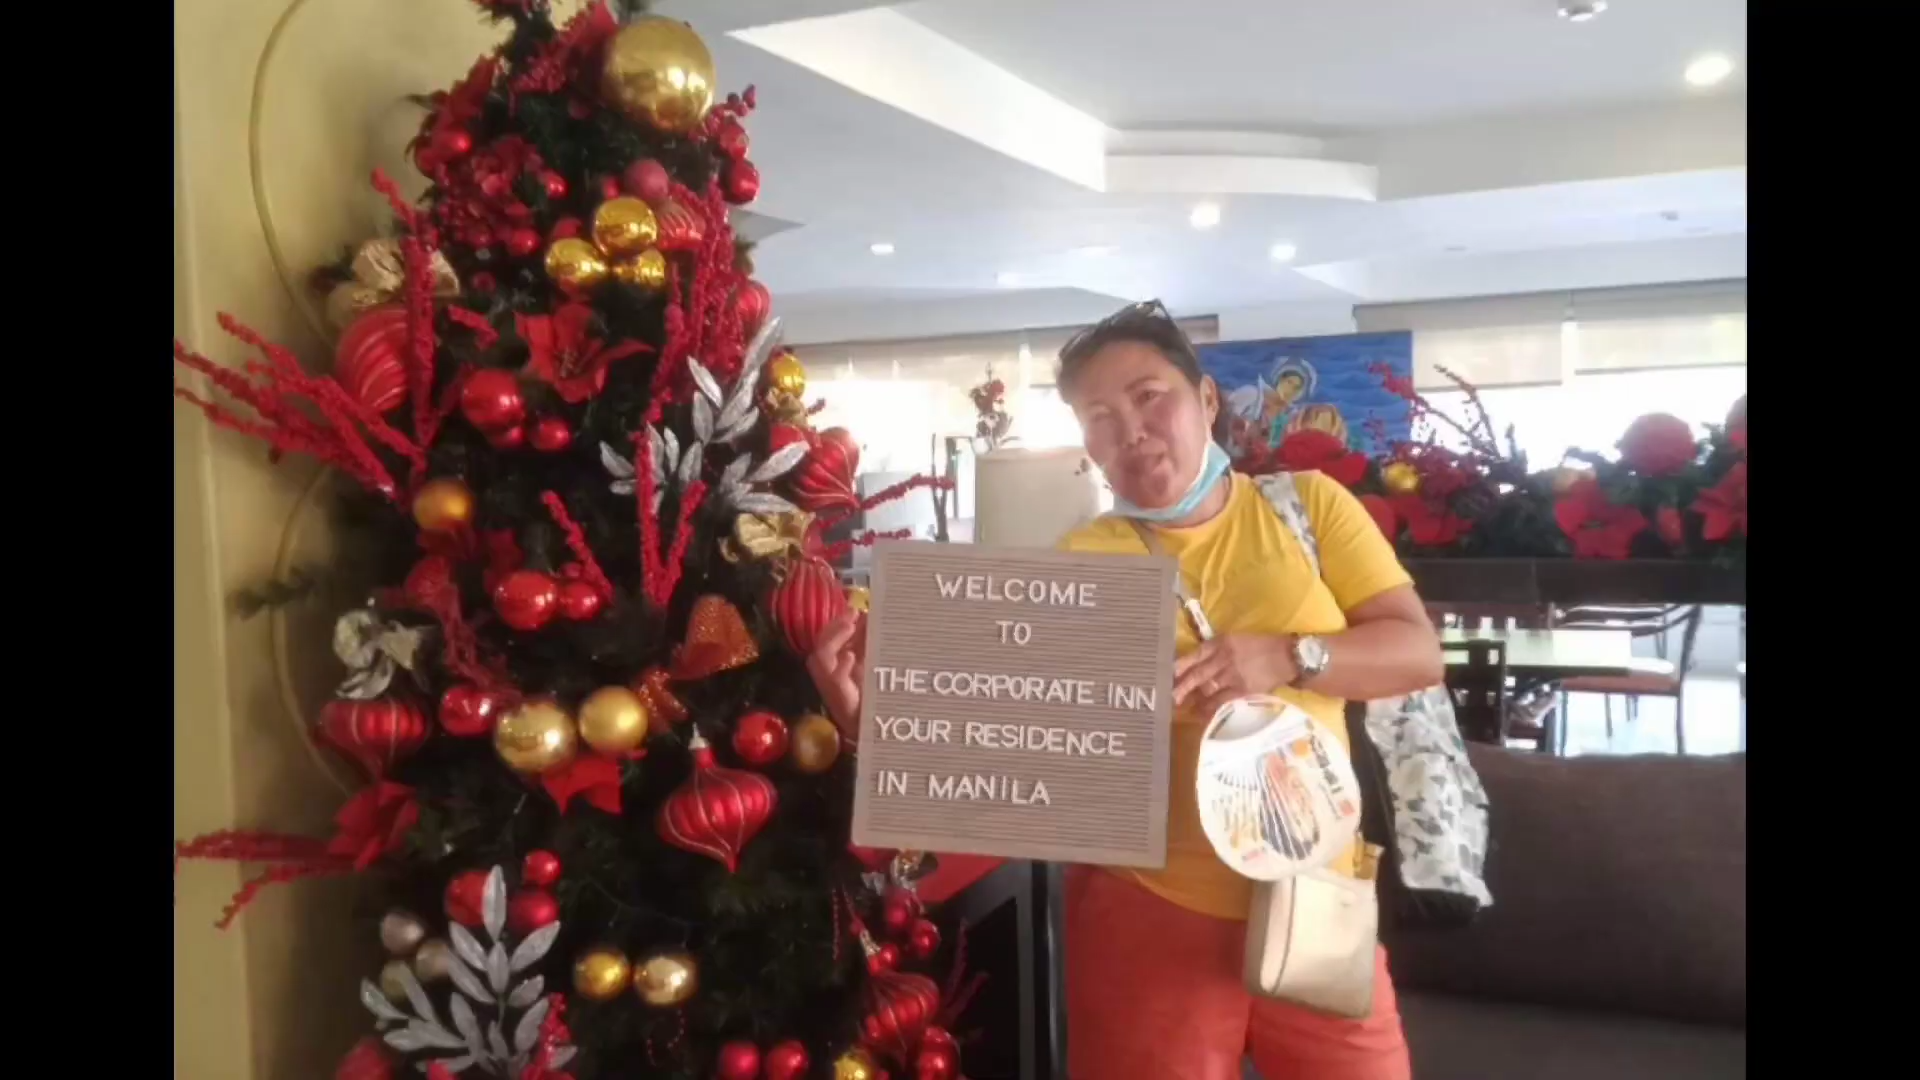 WELCOME
TO
THE CORPORATE INN
YOUR RESIDENCE
IN MANILA